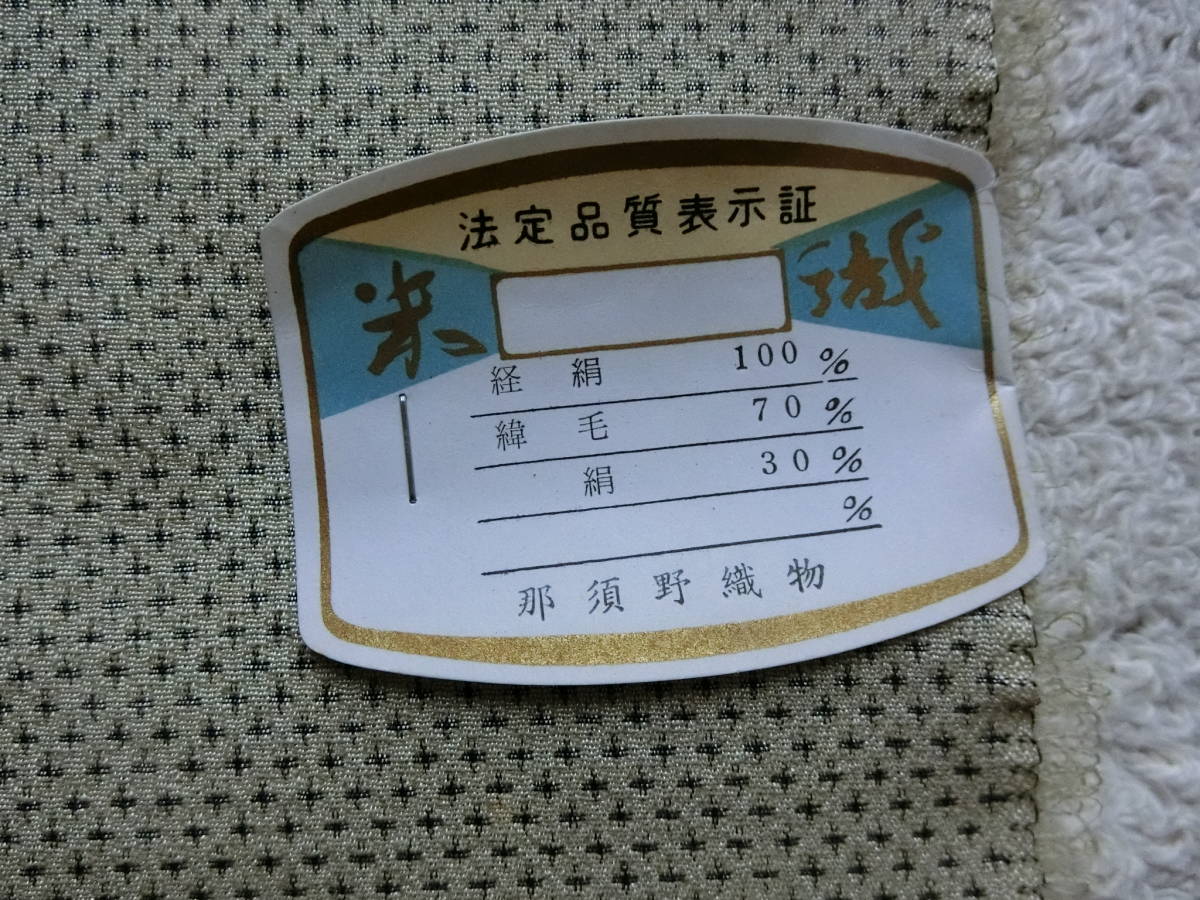 法定品質表示証
米織
経 絹 100%
緯 毛 70%
絹 30%
%
那須野織物